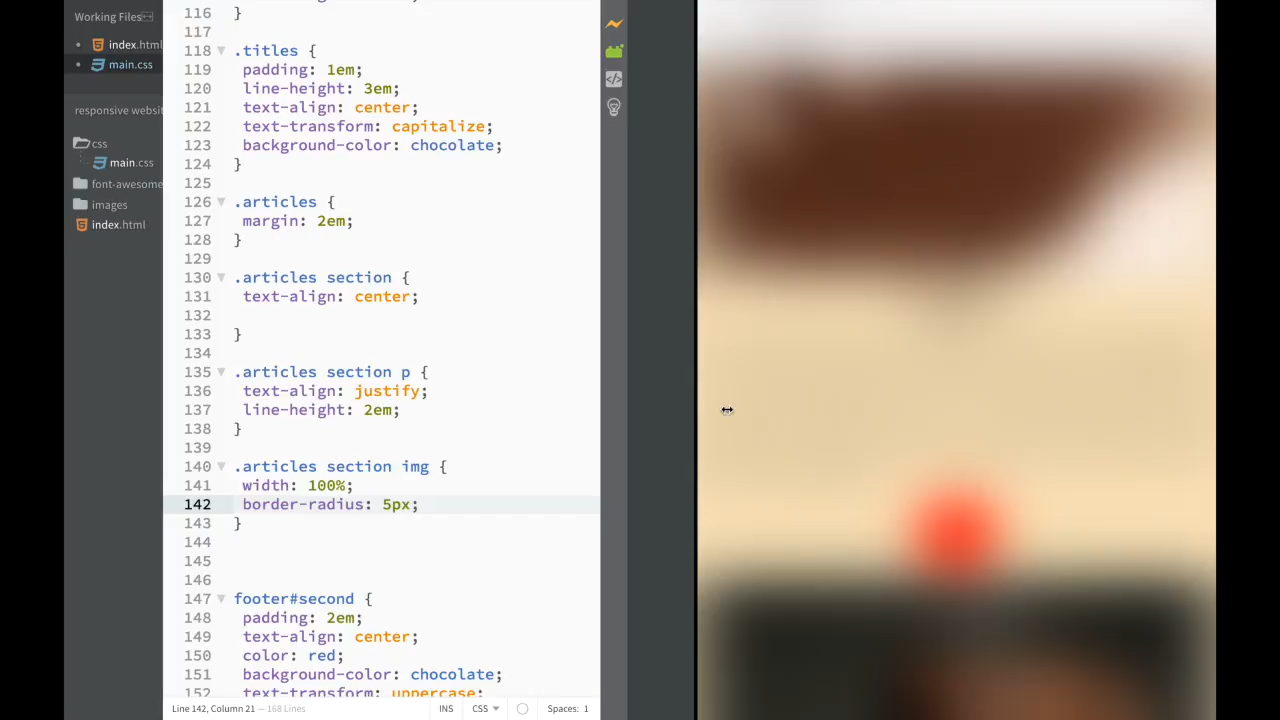 Working Files
index.html
main.css
responsive websit
css
main.css
font-awesome
images
index.html
116 }
117
118 .titles {
119 padding: 1em;
120 line-height: 3em;
121 text-align: center;
122 text-transform: capitalize;
123 background-color: chocolate;
124 }
125
126 .articles {
127 margin: 2em;
128 }
129
130 .articles section {
131 text-align: center;
132
133 }
134
135 .articles section p {
136 text-align: justify;
137 line-height: 2em;
138 }
139
140 .articles section img {
141 width: 100%;
142 border-radius: 5px;
143 }
144
145
146
147 footer#second {
148 padding: 2em;
149 text-align: center;
150 color: red;
151 background-color: chocolate;
152 text-transform: uppercase;
Line 142, Column 21 — 168 Lines
INS
CSS
Spaces: 1